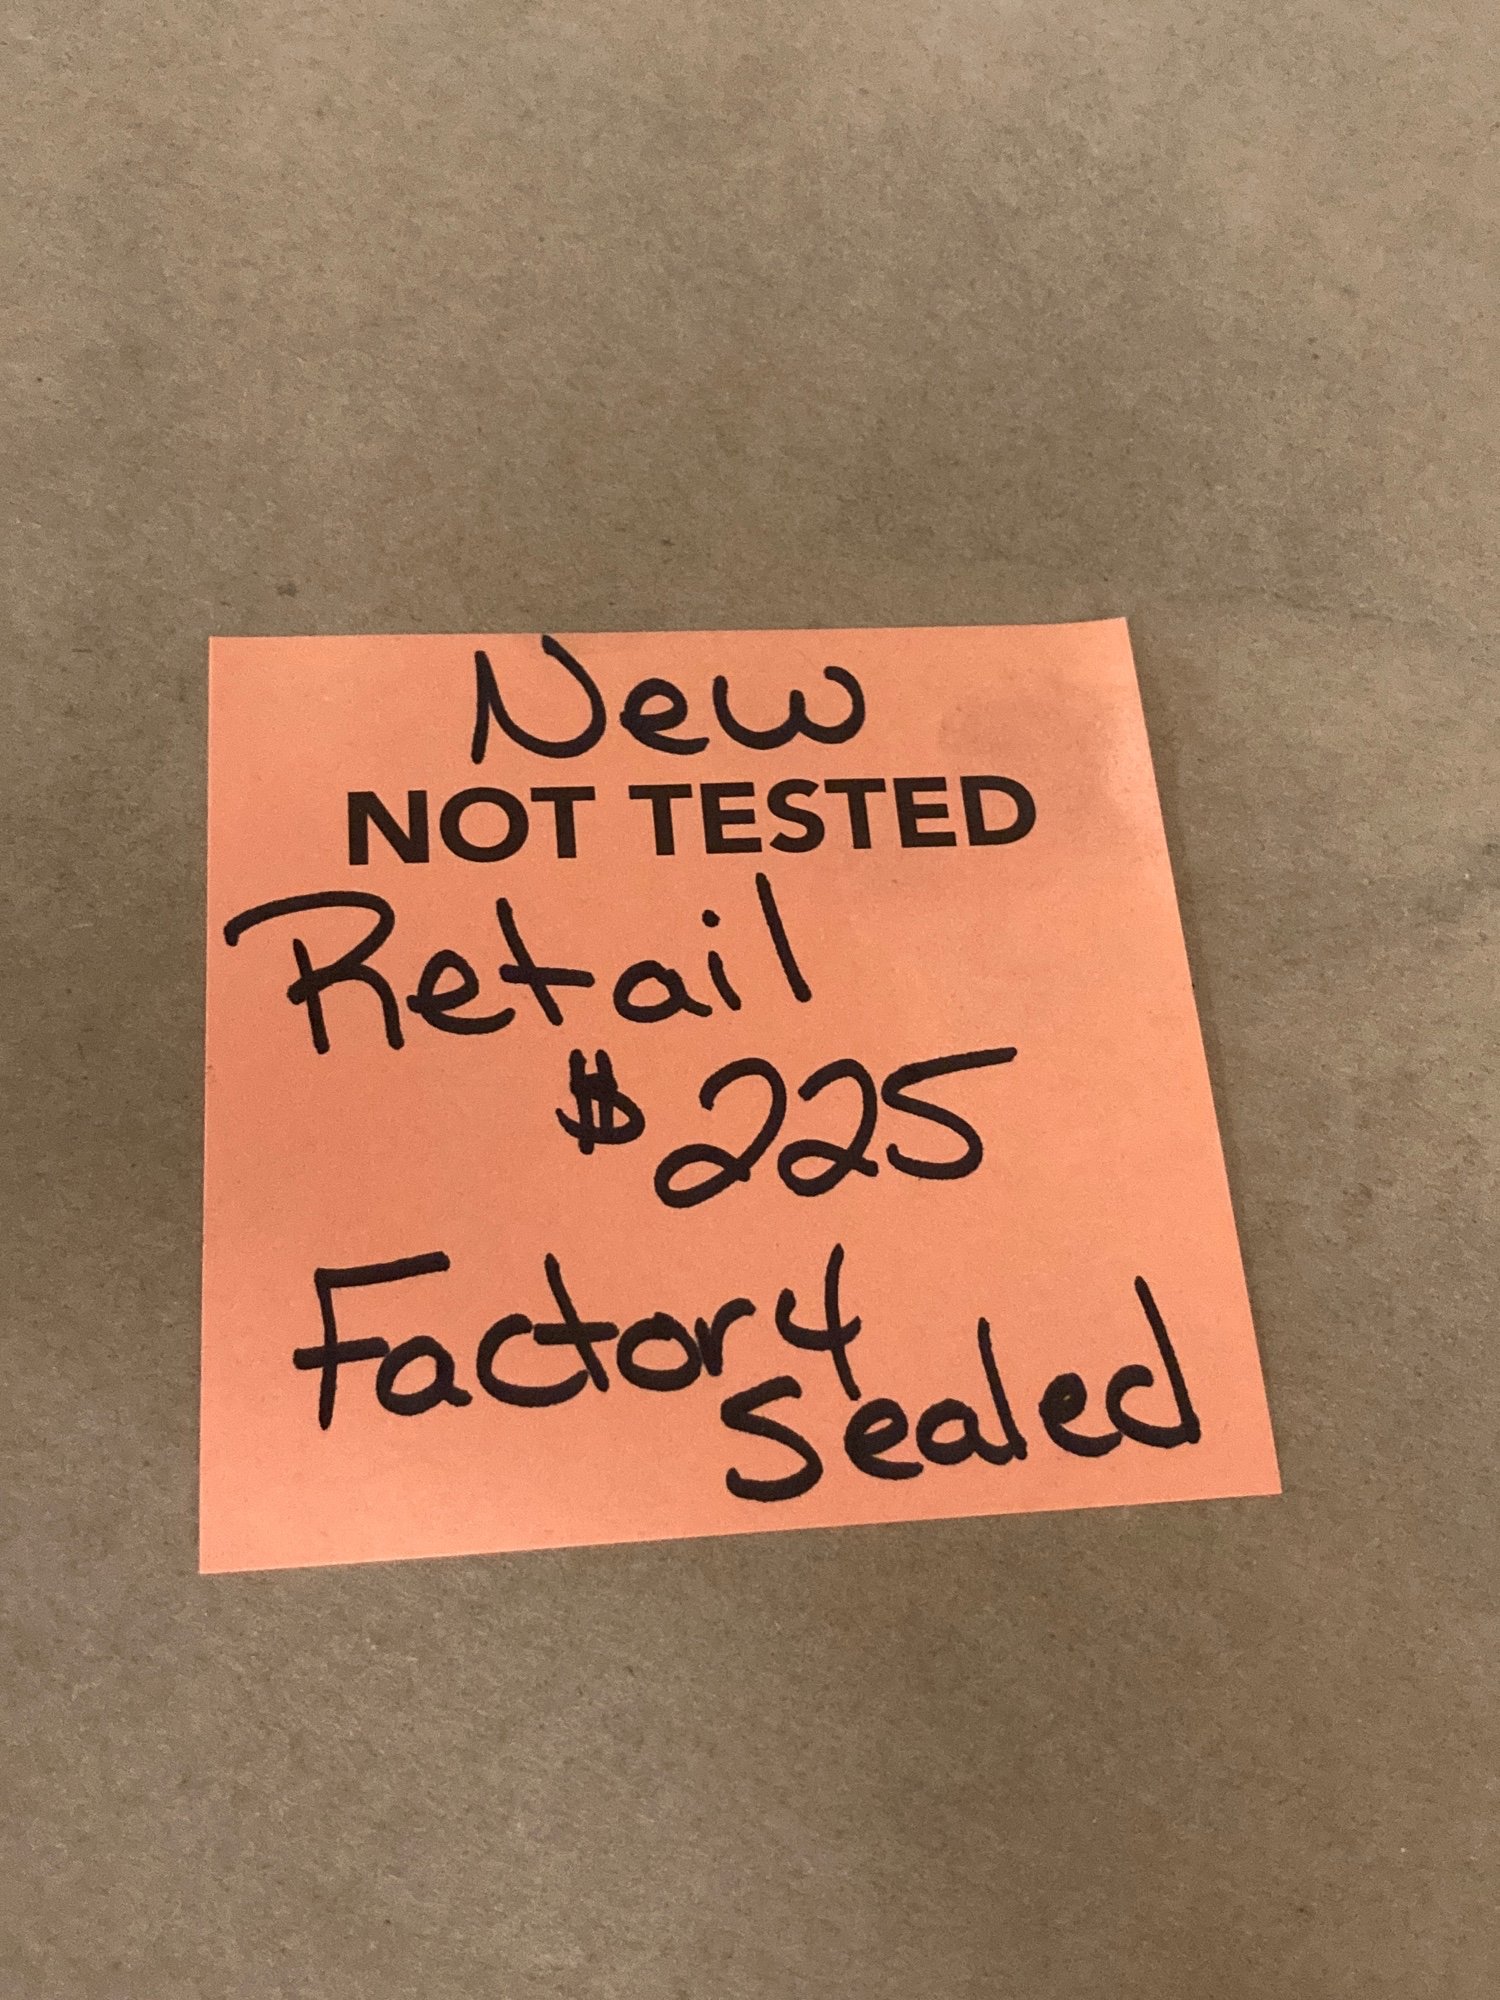 New
NOT TESTED
Retail
$225
Factory
Sealed